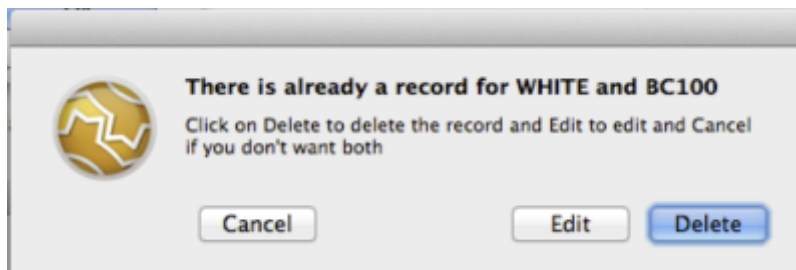 There is already a record for WHITE and BC100
Click on Delete to delete the record and Edit to edit and Cancel
if you don't want both
Cancel Edit Delete